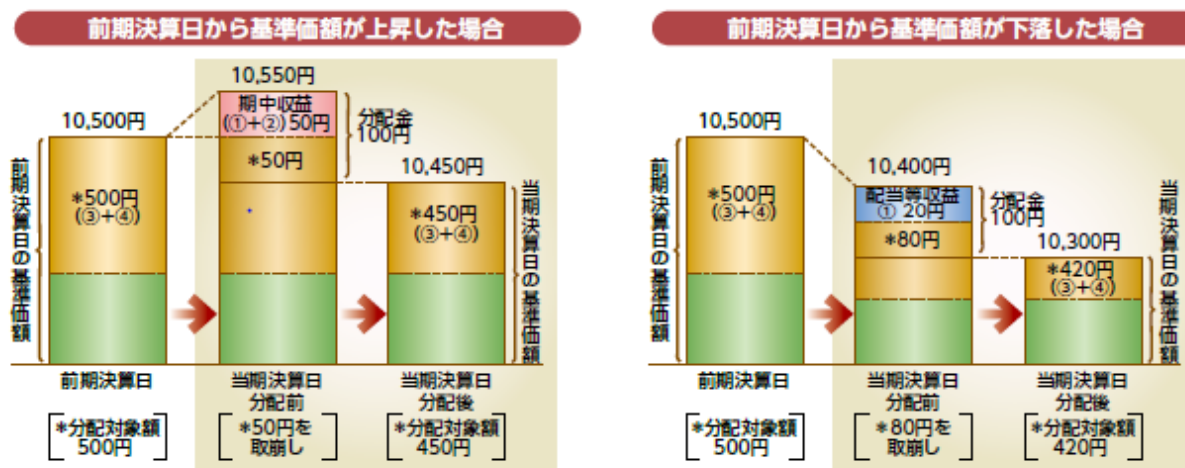 前期決算日から基準価額が上昇した場合
10,500円
前期決算日の基準価額
*500円
(③+④)
前期決算日
*分配対象額
500円
10,550円
期中収益
(①+②)50円
*50円
分配金
100円
当期決算日
分配前
*50円を
取崩し
10,450円
*450円
(③+④)
当期決算日の基準価額
当期決算日
分配後
*分配対象額
450円
前期決算日から基準価額が下落した場合
10,500円
前期決算日の基準価額
*500円
(③+④)
前期決算日
*分配対象額
500円
10,400円
配当等収益
① 20円
*80円
分配金
100円
当期決算日
分配前
*80円を
取崩し
10,300円
*420円
(③+④)
当期決算日の基準価額
当期決算日
分配後
*分配対象額
420円